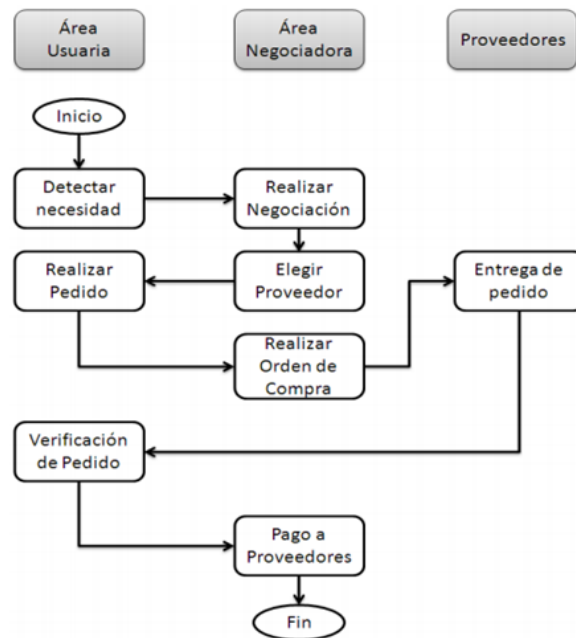 Área
Usuaria
Área
Negociadora
Proveedores
Inicio
Detectar
necesidad
Realizar
Negociación
Realizar
Pedido
Elegir
Proveedor
Entrega de
pedido
Realizar
Orden de
Compra
Verificación
de Pedido
Pago a
Proveedores
Fin